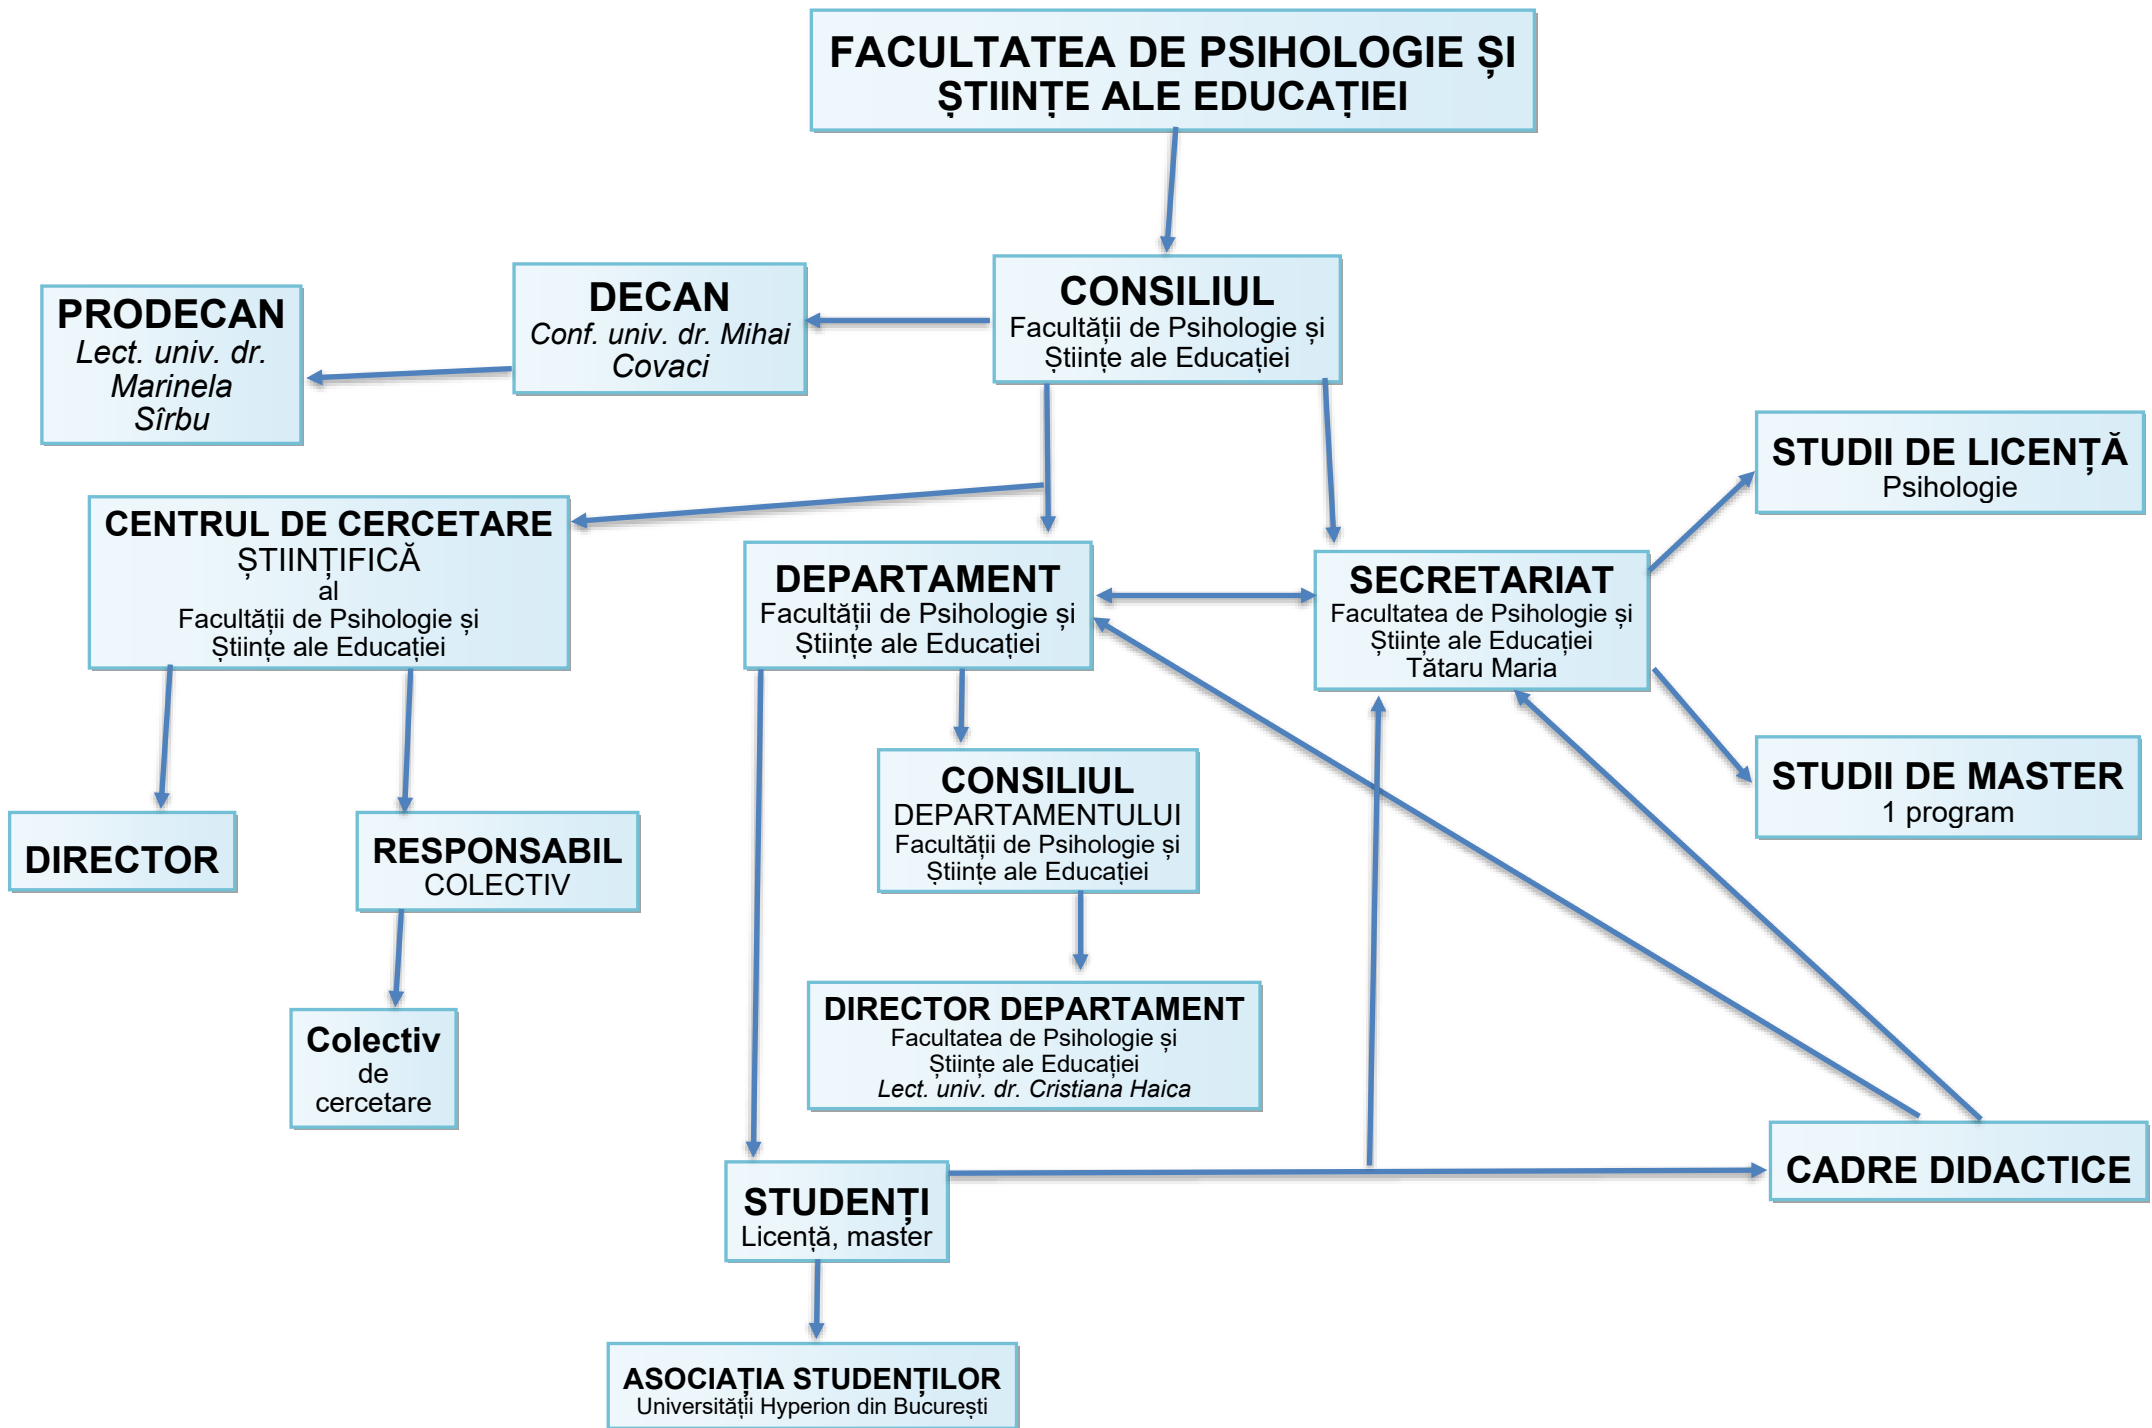 FACULTATEA DE PSIHOLOGIE ȘI
ȘTIINȚE ALE EDUCAȚIEI
PRODECAN
Lect. univ. dr.
Marinela
Sîrbu
DECAN
Conf. univ. dr. Mihai
Covaci
CONSILIUL
Facultății de Psihologie și
Științe ale Educației
STUDII DE LICENȚĂ
Psihologie
CENTRUL DE CERCETARE
ȘTIINȚIFICĂ
al
Facultății de Psihologie și
Științe ale Educației
DEPARTAMENT
Facultății de Psihologie și
Științe ale Educației
SECRETARIAT
Facultatea de Psihologie și
Științe ale Educației
Tătaru Maria
STUDII DE MASTER
1 program
CONSILIUL
DEPARTAMENTULUI
Facultății de Psihologie și
Științe ale Educației
DIRECTOR
RESPONSABIL
COLECTIV
DIRECTOR DEPARTAMENT
Facultatea de Psihologie și
Științe ale Educației
Lect. univ. dr. Cristiana Haica
Colectiv
de
cercetare
STUDENȚI
Licență, master
CADRE DIDACTICE
ASOCIAȚIA STUDENȚILOR
Universității Hyperion din București